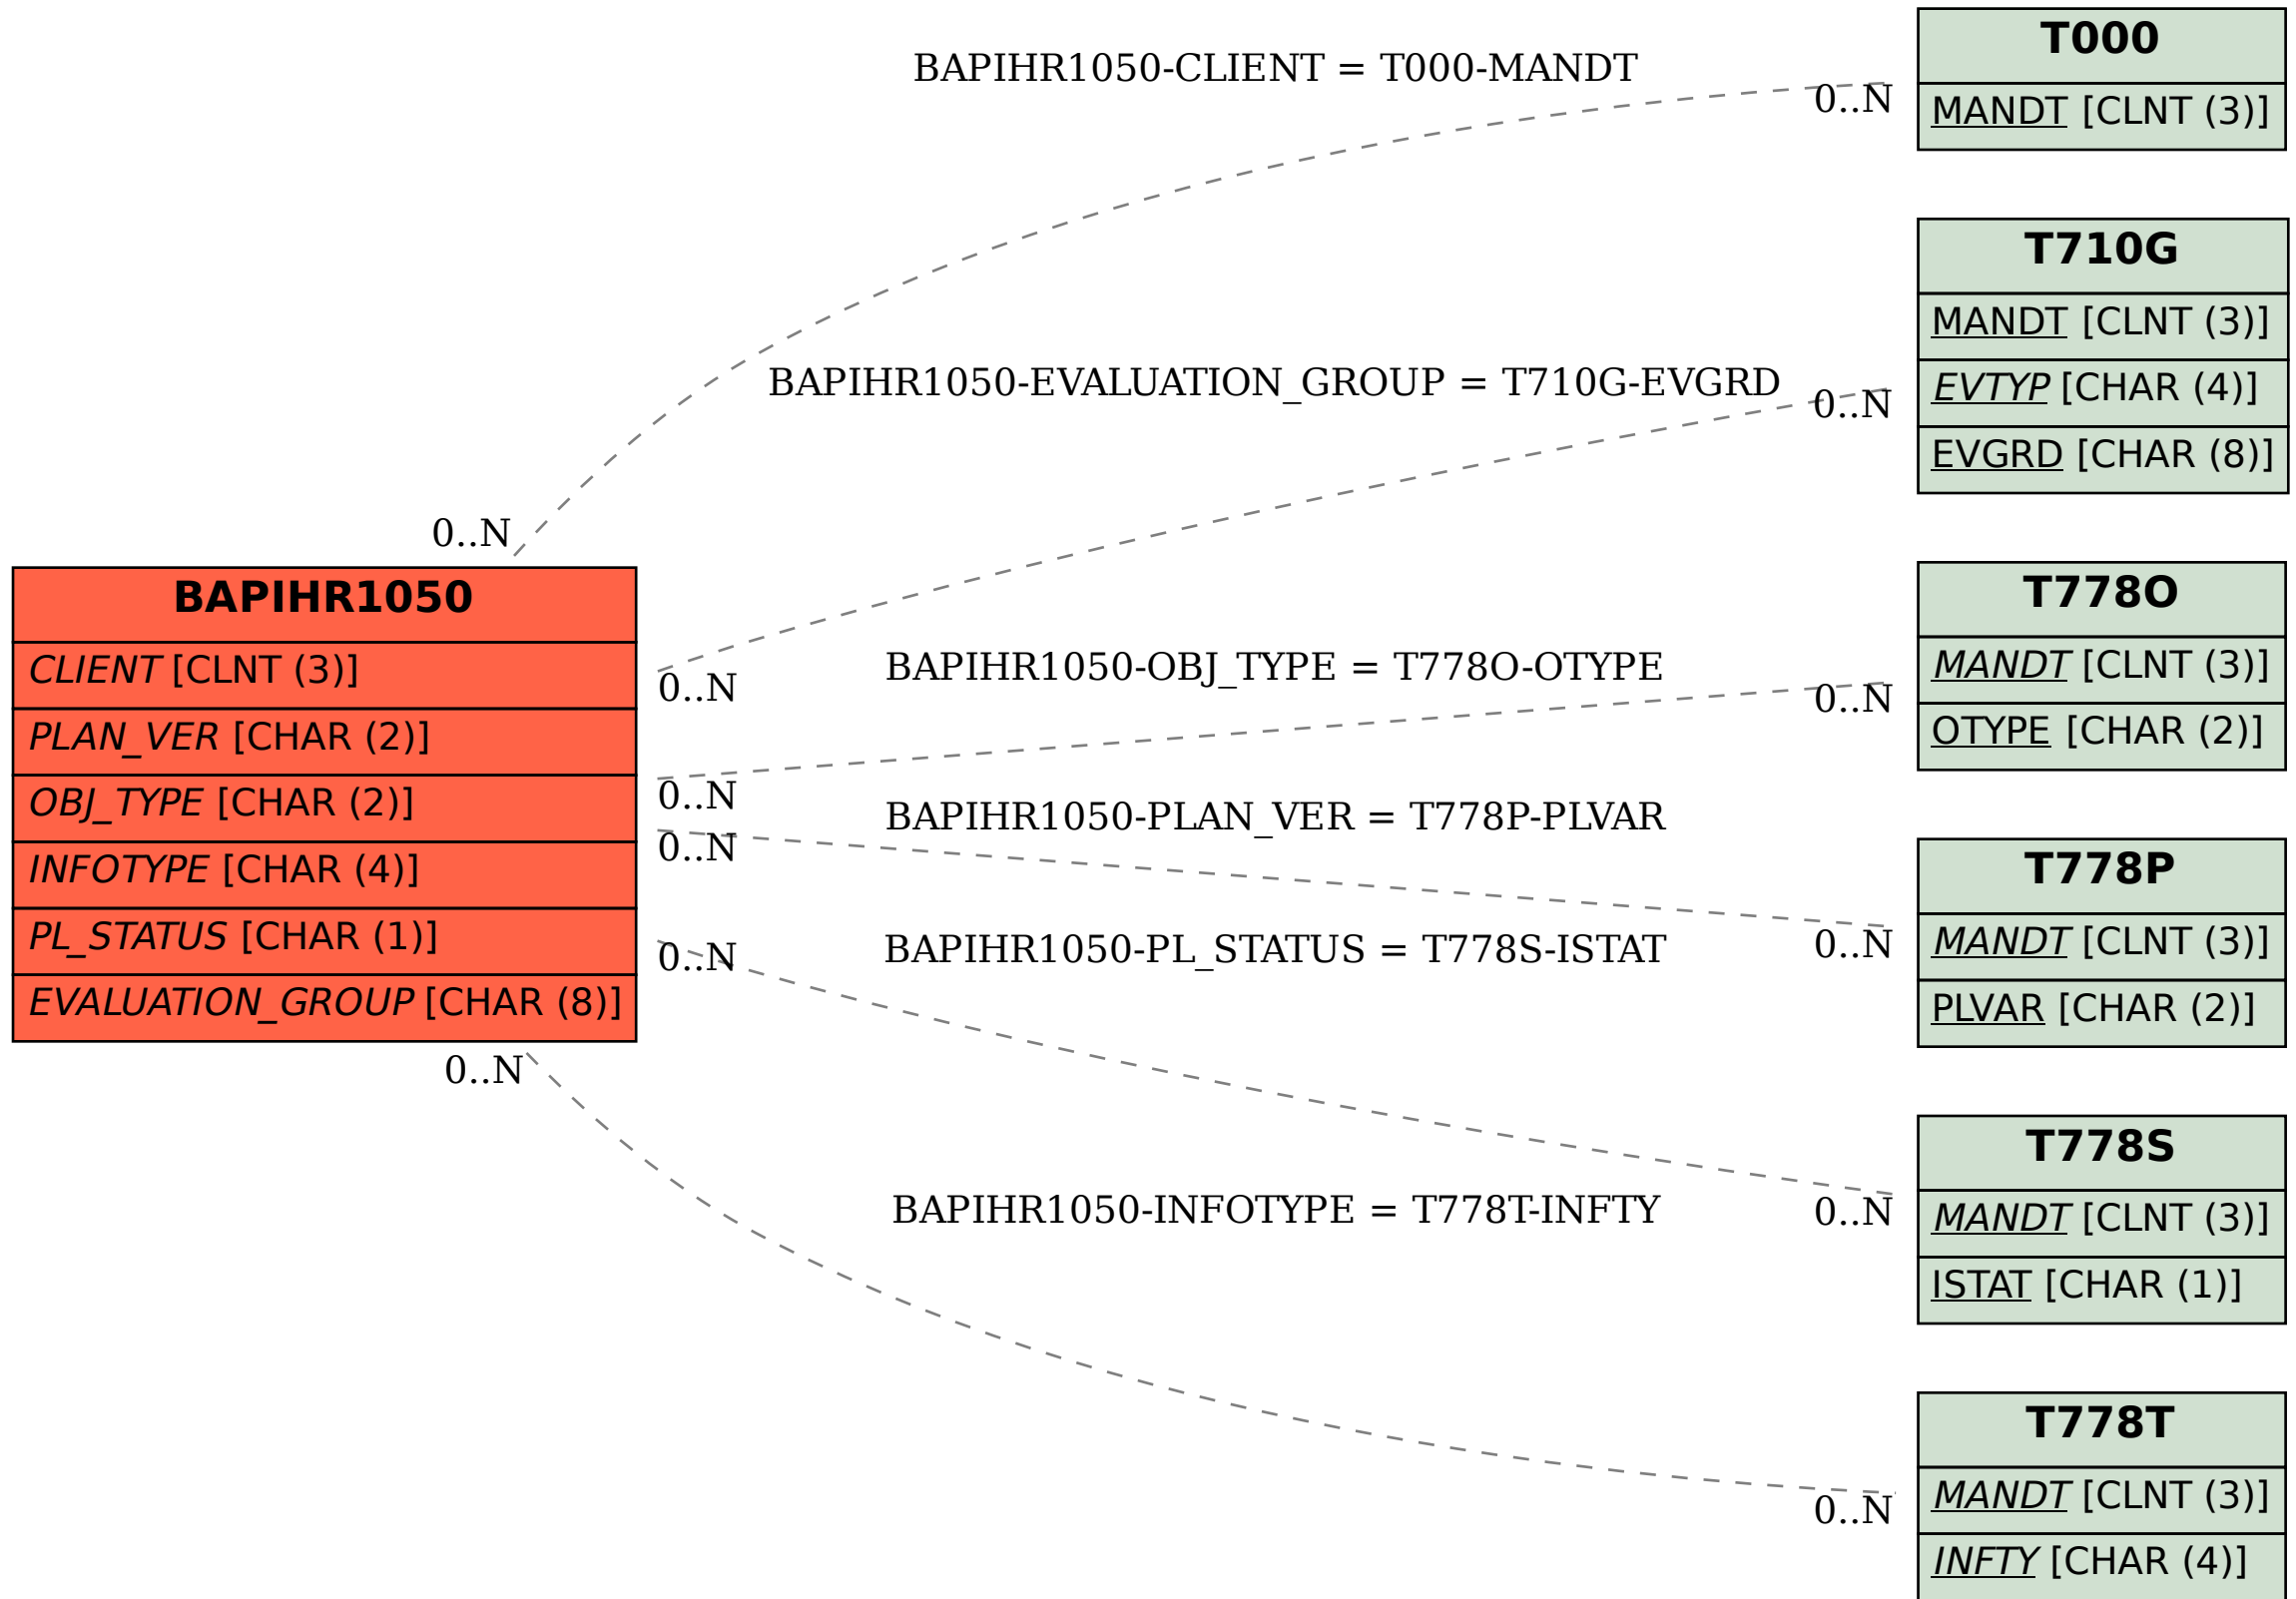 BAPIHR1050
CLIENT [CLNT (3)]
PLAN_VER [CHAR (2)]
OBJ_TYPE [CHAR (2)]
INFOTYPE [CHAR (4)]
PL_STATUS [CHAR (1)]
EVALUATION_GROUP [CHAR (8)]
BAPIHR1050-CLIENT = T000-MANDT
0..N
0..N
BAPIHR1050-EVALUATION_GROUP = T710G-EVGRD
0..N
0..N
BAPIHR1050-OBJ_TYPE = T778O-OTYPE
0..N
0..N
BAPIHR1050-PLAN_VER = T778P-PLVAR
0..N
0..N
BAPIHR1050-PL_STATUS = T778S-ISTAT
0..N
0..N
BAPIHR1050-INFOTYPE = T778T-INFTY
0..N
0..N
T000
MANDT [CLNT (3)]
T710G
MANDT [CLNT (3)]
EVTYP [CHAR (4)]
EVGRD [CHAR (8)]
T778O
MANDT [CLNT (3)]
OTYPE [CHAR (2)]
T778P
MANDT [CLNT (3)]
PLVAR [CHAR (2)]
T778S
MANDT [CLNT (3)]
ISTAT [CHAR (1)]
T778T
MANDT [CLNT (3)]
INFTY [CHAR (4)]